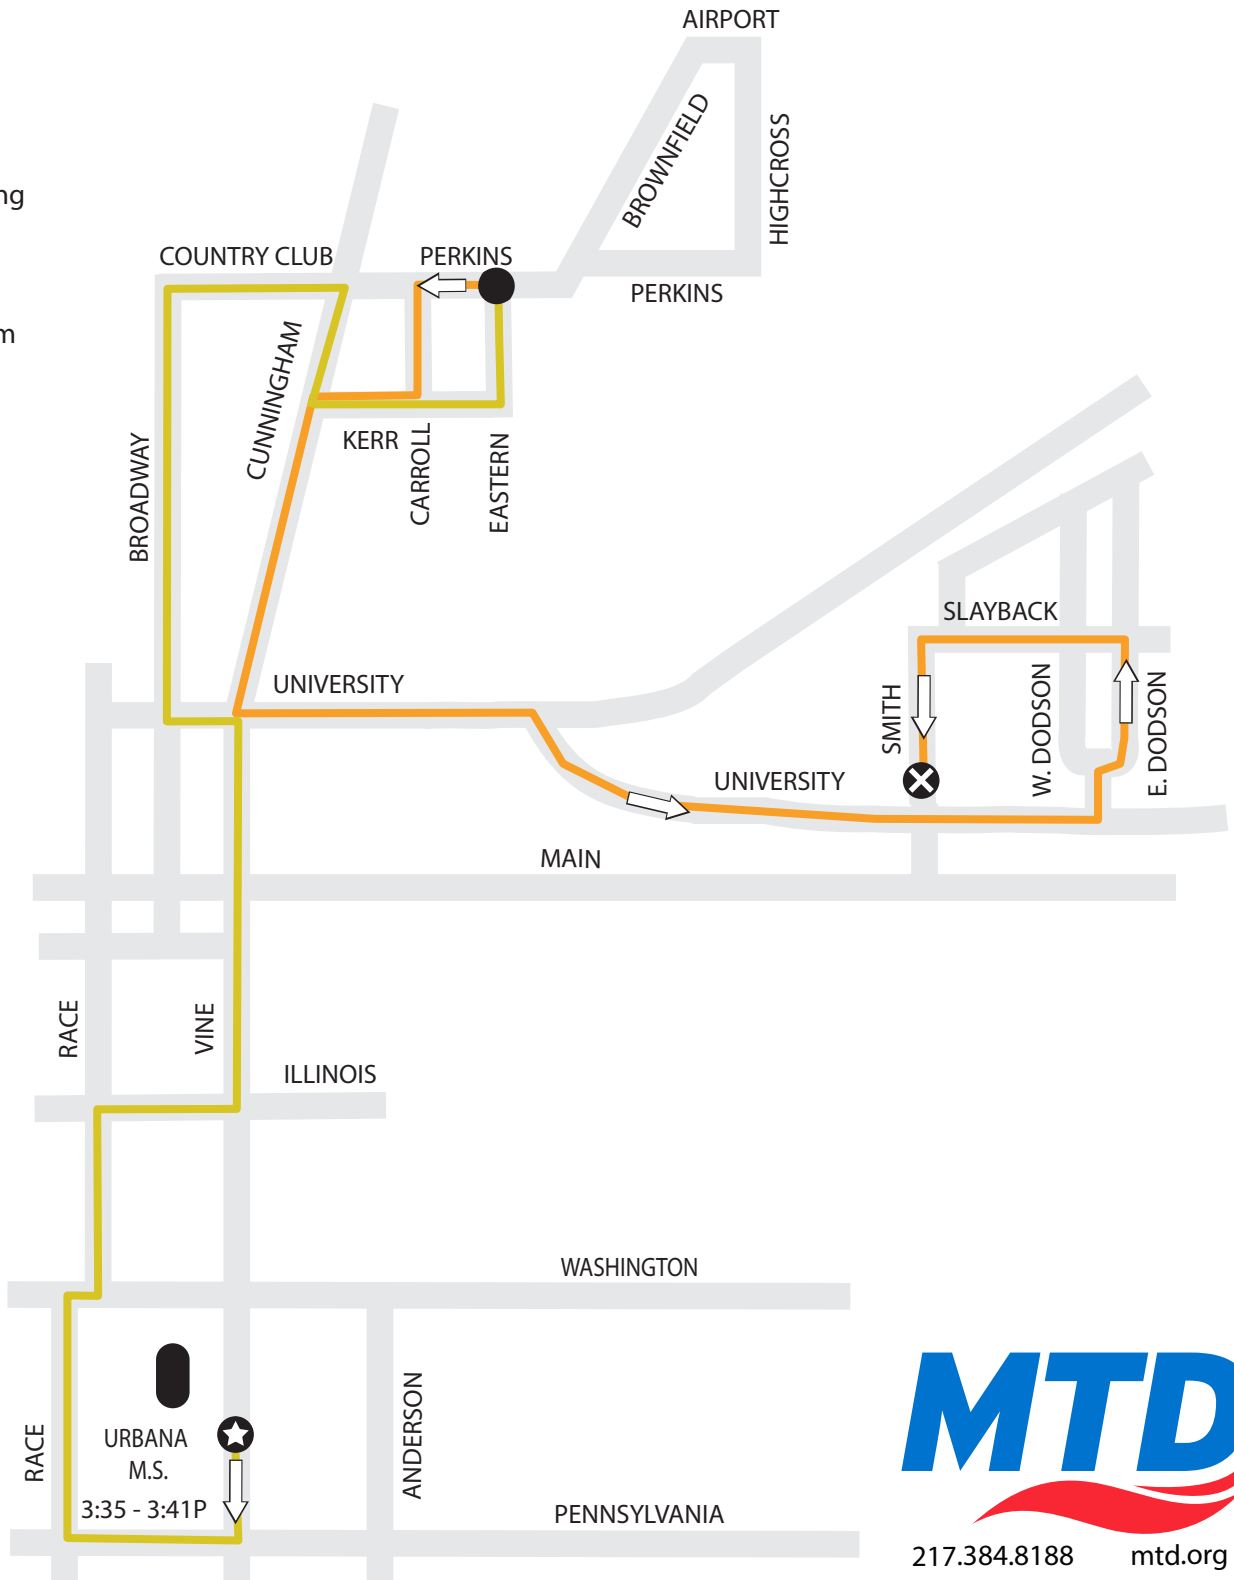 AIRPORT
BROWNFIELD
HIGHCROSS
ng
COUNTRY CLUB
PERKINS
PERKINS
m
CUNNINGHAM
BROADWAY
KERR
CARROLL
EASTERN
SLAYBACK
UNIVERSITY
SMITH
W. DODSON
E. DODSON
UNIVERSITY
MAIN
RACE
VINE
ILLINOIS
WASHINGTON
RACE
URBANA
M.S.
3:35 - 3:41P
ANDERSON
PENNSYLVANIA
MTD
217.384.8188
mtd.org